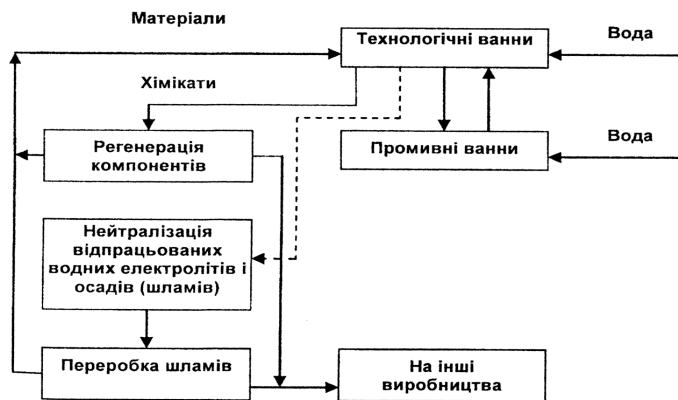 Матеріали
Технологічні ванни
Вода
Хімікати
Регенерація
компонентів
Промивні ванни
Вода
Нейтралізація
відпрацьованих
водних електролітів і
осадів (шламів)
Переробка шламів
На інші
виробництва